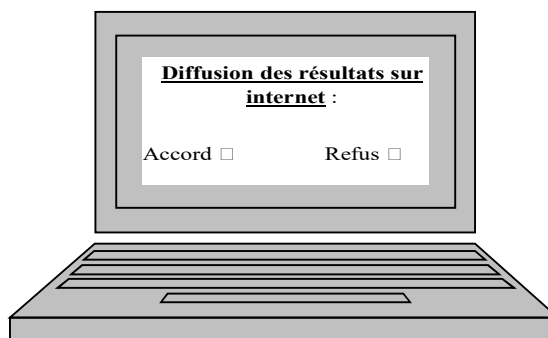 Diffusion des résultats sur
internet :
Accord □ Refus □